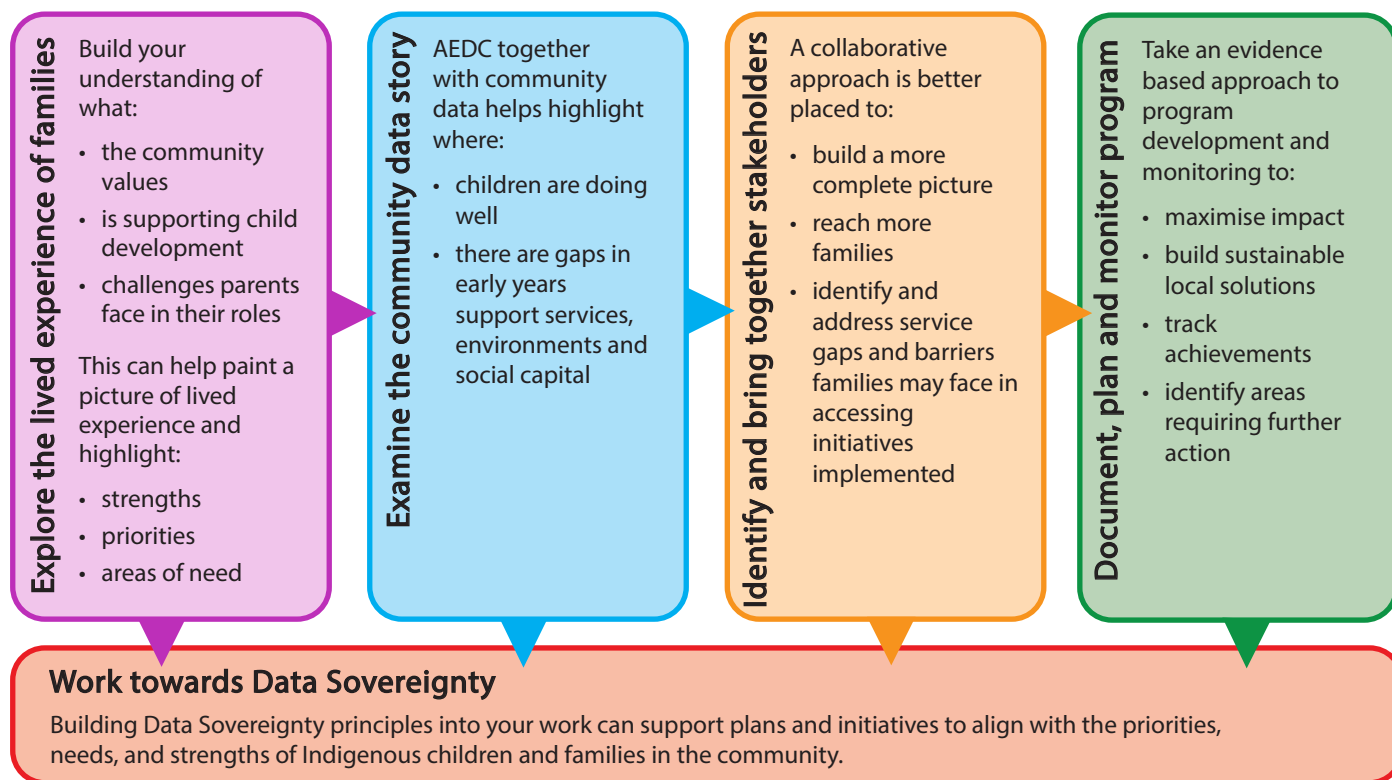 Explore the lived experience of families
Build your
understanding of
what:
• the community
values
• is supporting child
development
• challenges parents
face in their roles
This can help paint a
picture of lived
experience and
highlight:
• strengths
• priorities
• areas of need
Examine the community data story
AEDC together
with community
data helps highlight
where:
• children are doing
well
• there are gaps in
early years
support services,
environments and
social capital
Identify and bring together stakeholders
A collaborative
approach is better
placed to:
• build a more
complete picture
• reach more
families
• identify and
address service
gaps and barriers
families may face in
accessing
initiatives
implemented
Document, plan and monitor program
Take an evidence
based approach to
program
development and
monitoring to:
• maximise impact
• build sustainable
local solutions
• track
achievements
• identify areas
requiring further
action
Work towards Data Sovereignty
Building Data Sovereignty principles into your work can support plans and initiatives to align with the priorities,
needs, and strengths of Indigenous children and families in the community.